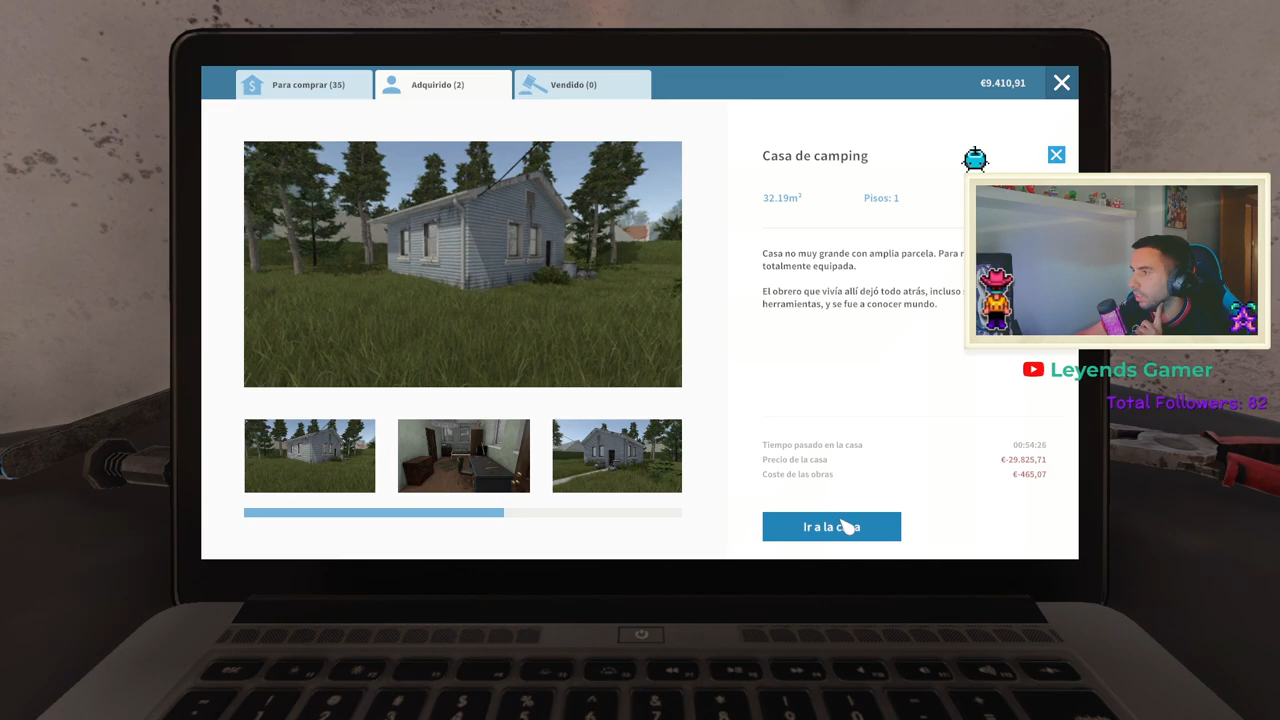 Para comprar (35)
Adquirido (2)
Vendido (0)
€9.410,91
Casa de camping
32.19m²
Pisos: 1
Casa no muy grande con amplia parcela. Para
totalmente equipada.
El obrero que vivía allí dejó todo atrás, incluso
herramientas, y se fue a conocer mundo.
Leyends Gamer
Total Followers: 82
Tiempo pasado en la casa 00:54:26
Precio de la casa €-29.825,71
Coste de las obras €-465,07
Ir a la casa